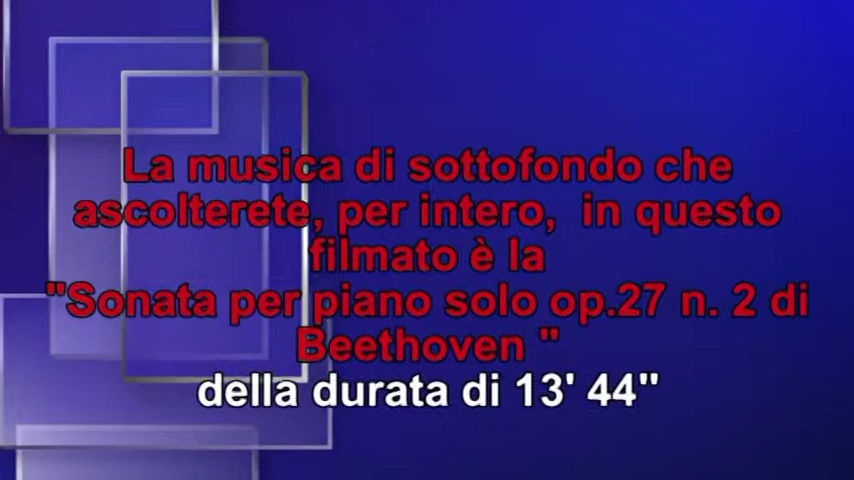 La musica di sottofondo che
ascolterete, per intero,  in questo
filmato è la
"Sonata per piano solo op.27 n. 2 di
Beethoven "
della durata di 13' 44''